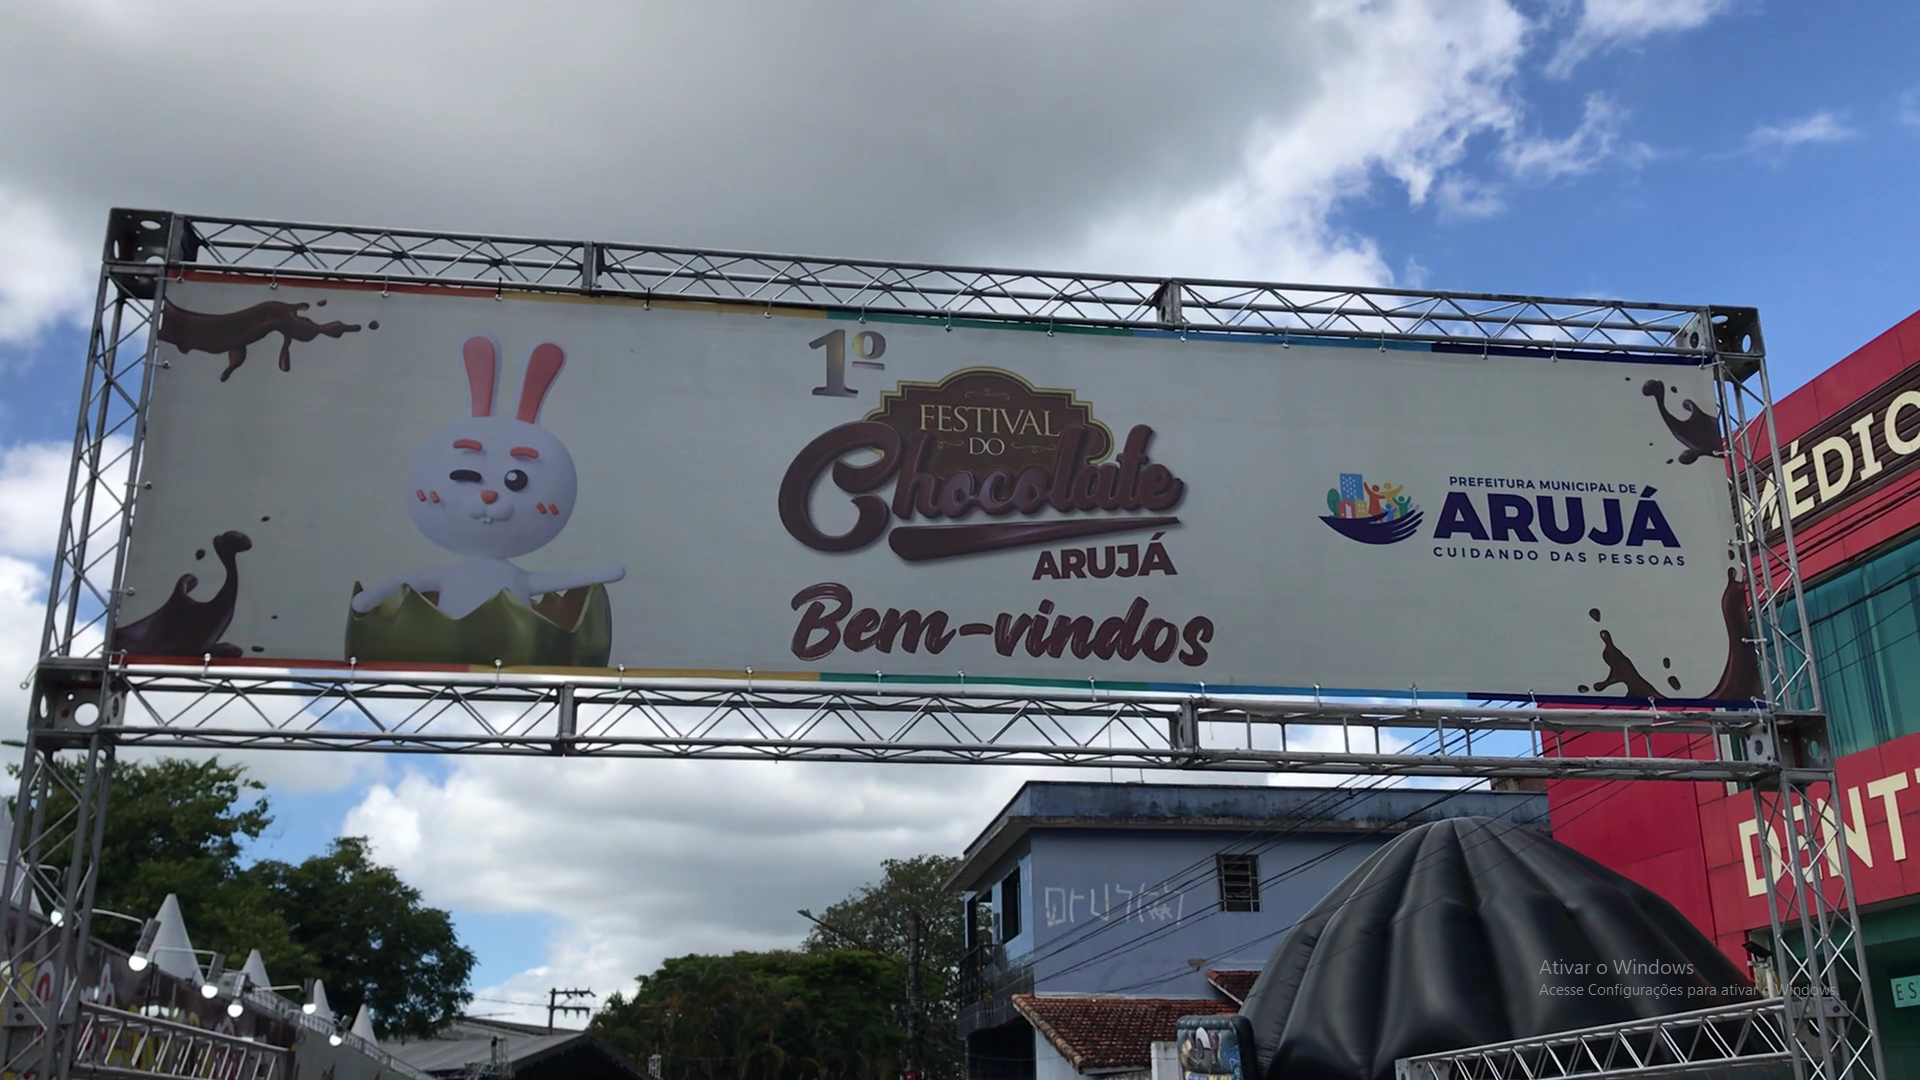 1º
FESTIVAL
DO
Chocolate
ARUJÁ
Bem-vindos
PREFEITURA MUNICIPAL DE
ARUJÁ
CUIDANDO DAS PESSOAS
MÉDIC
DENT
ES
Ativar o Windows
Acesse Configurações para ativar o Windows.